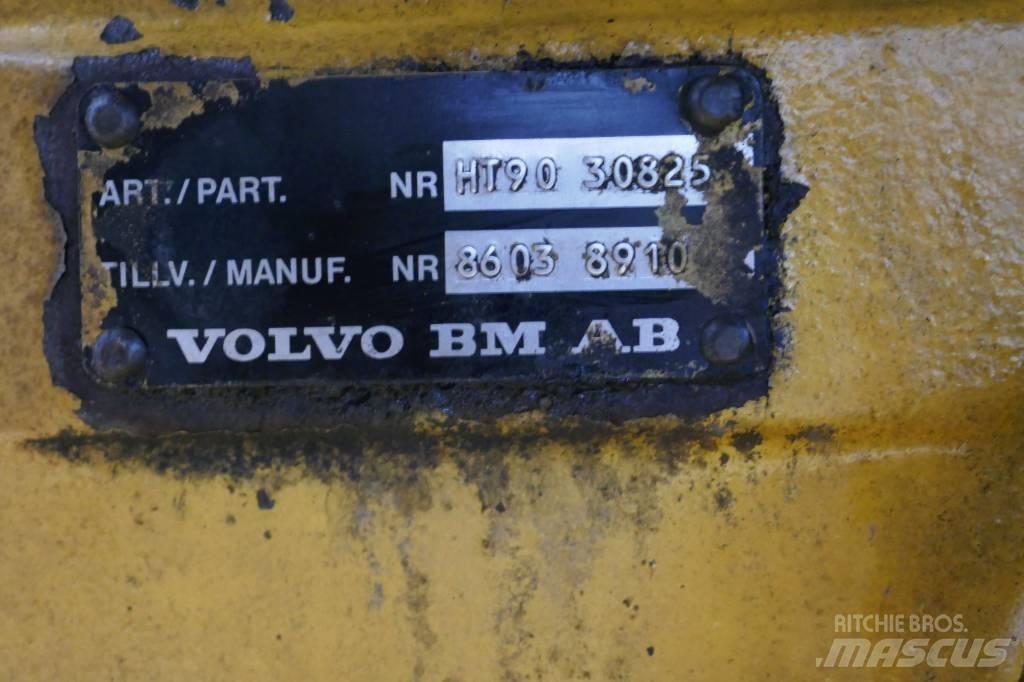 ART./PART. NR HT90 30825
TILLV./MANUF. NR 8603 8910
VOLVO BM AB
RITCHIE BROS.
MASCUS